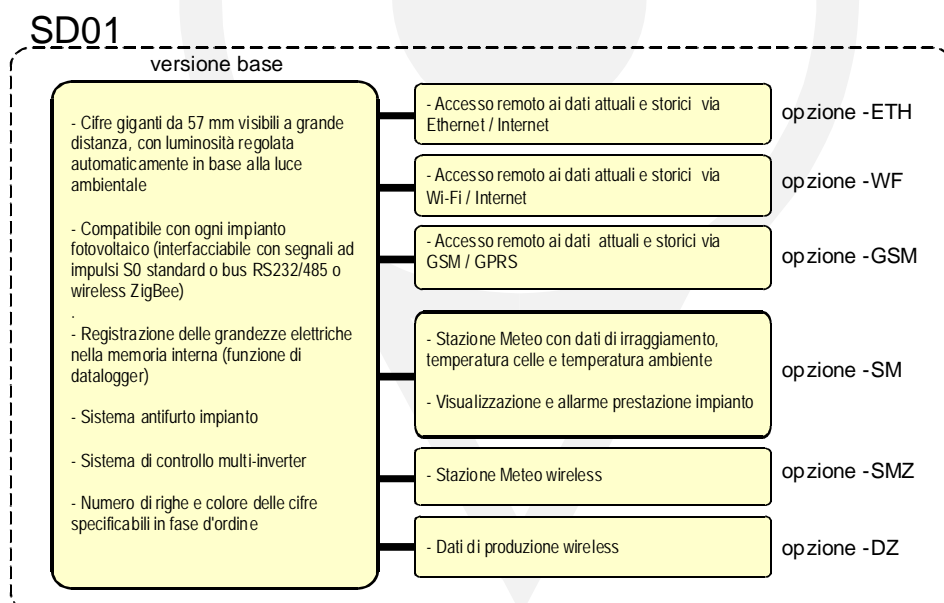 SD01
versione base
- Cifre giganti da 57 mm visibili a grande
distanza, con luminosità regolata
automaticamente in base alla luce
ambientale
- Compatibile con ogni impianto
fotovoltaico (interfacciabile con segnali ad
impulsi S0 standard o bus RS232/485 o
wireless ZigBee)
.
- Registrazione delle grandezze elettriche
nella memoria interna (funzione di
datalogger)
- Sistema antifurto impianto
- Sistema di controllo multi-inverter
- Numero di righe e colore delle cifre
specificabili in fase d'ordine
- Accesso remoto ai dati attuali e storici via
Ethernet / Internet
opzione -ETH
- Accesso remoto ai dati attuali e storici via
Wi-Fi / Internet
opzione -WF
- Accesso remoto ai dati attuali e storici via
GSM / GPRS
opzione -GSM
- Stazione Meteo con dati di irraggiamento,
temperatura celle e temperatura ambiente
- Visualizzazione e allarme prestazione impianto
opzione -SM
- Stazione Meteo wireless
opzione -SMZ
- Dati di produzione wireless
opzione -DZ